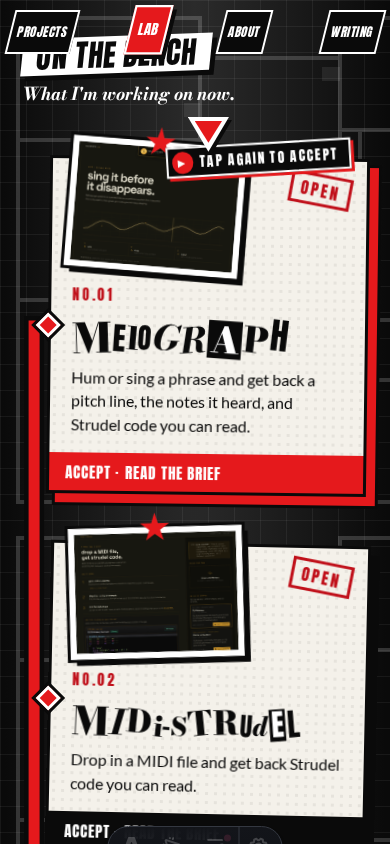 PROJECTS
LAB
ABOUT
WRITING
ON THE BENCH
What I'm working on now.
TAP AGAIN TO ACCEPT
OPEN
sing it before
it disappears.
NO.01
MElOGRAPH
Hum or sing a phrase and get back a
pitch line, the notes it heard, and
Strudel code you can read.
ACCEPT · READ THE BRIEF
drop a MIDI file,
get strudel code.
OPEN
NO.02
MIDi-sTRUdEL
Drop in a MIDI file and get back Strudel
code you can read.
ACCEPT